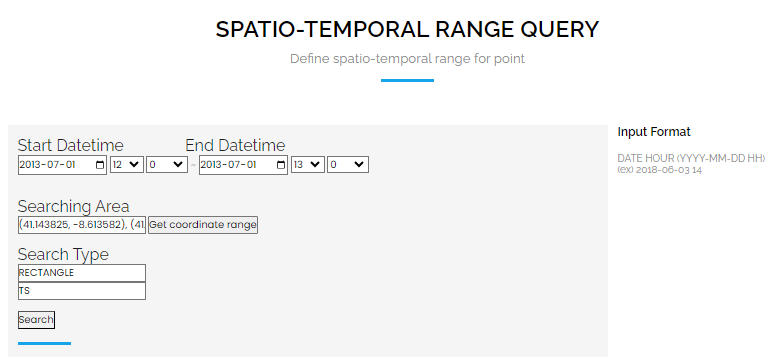 SPATIO-TEMPORAL RANGE QUERY
Define spatio-temporal range for point
Start Datetime End Datetime
2013-07-01 12 0 ~ 2013-07-01 13 0
Searching Area
(41.143825, -8.613582), (41. Get coordinate range
Search Type
RECTANGLE
TS
Search
Input Format
DATE HOUR (YYYY-MM-DD HH)
(ex) 2018-06-03 14